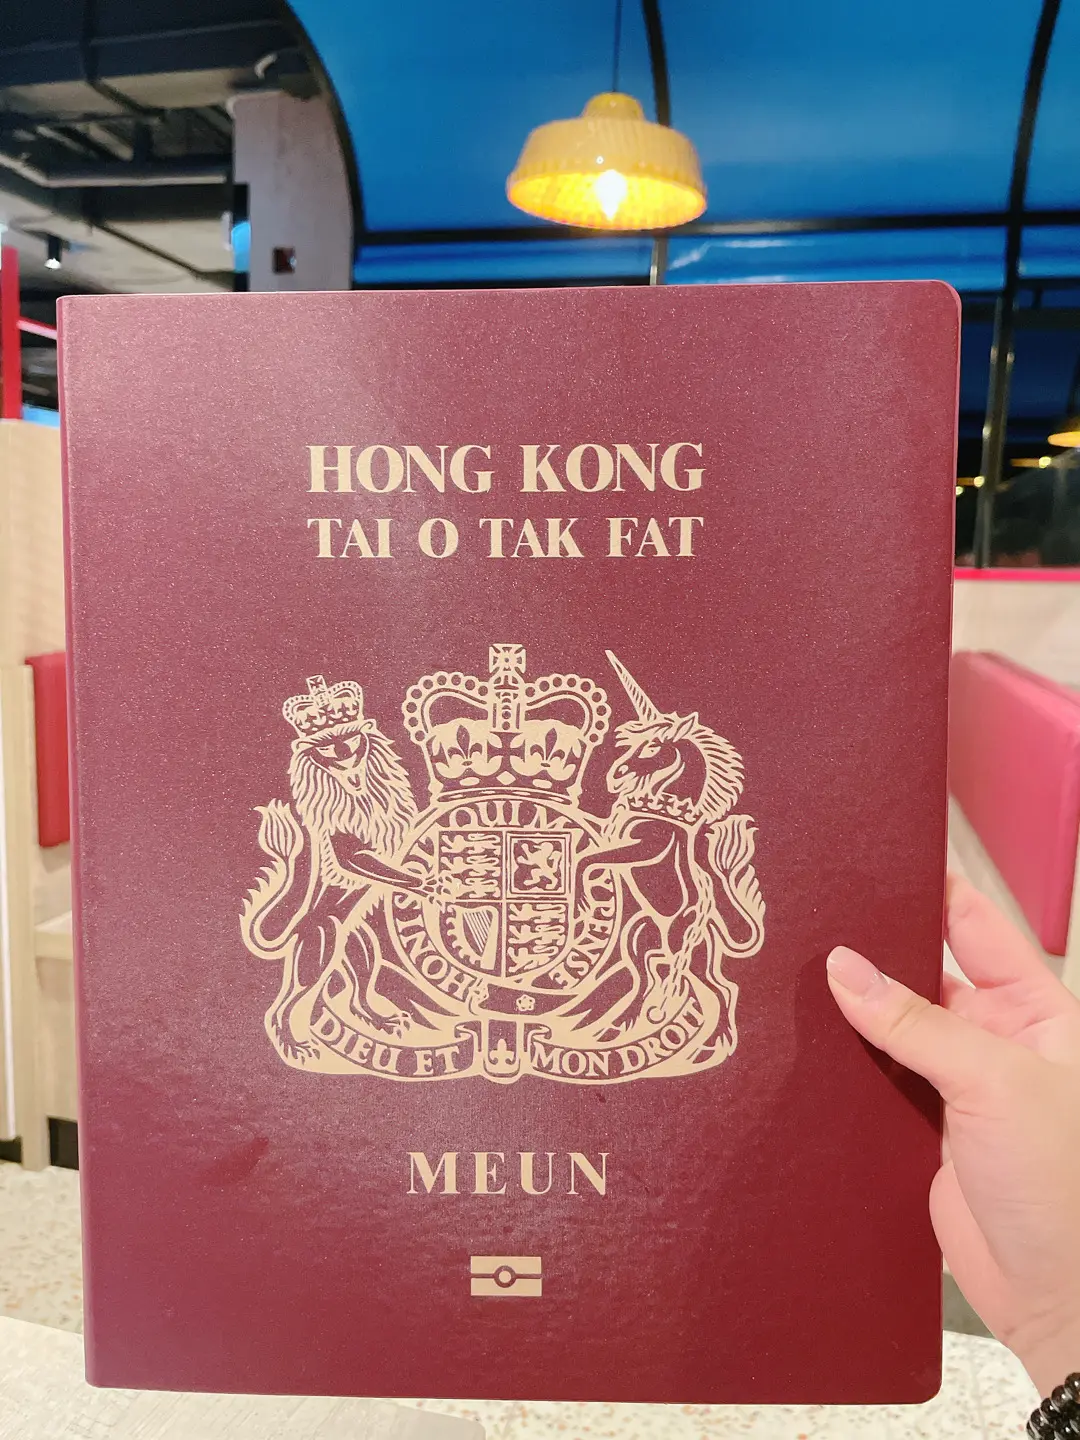 HONG KONG
TAI O TAK FAT
HONI S QUI M Y PENSE
DIEU ET MON DROIT
MEUN